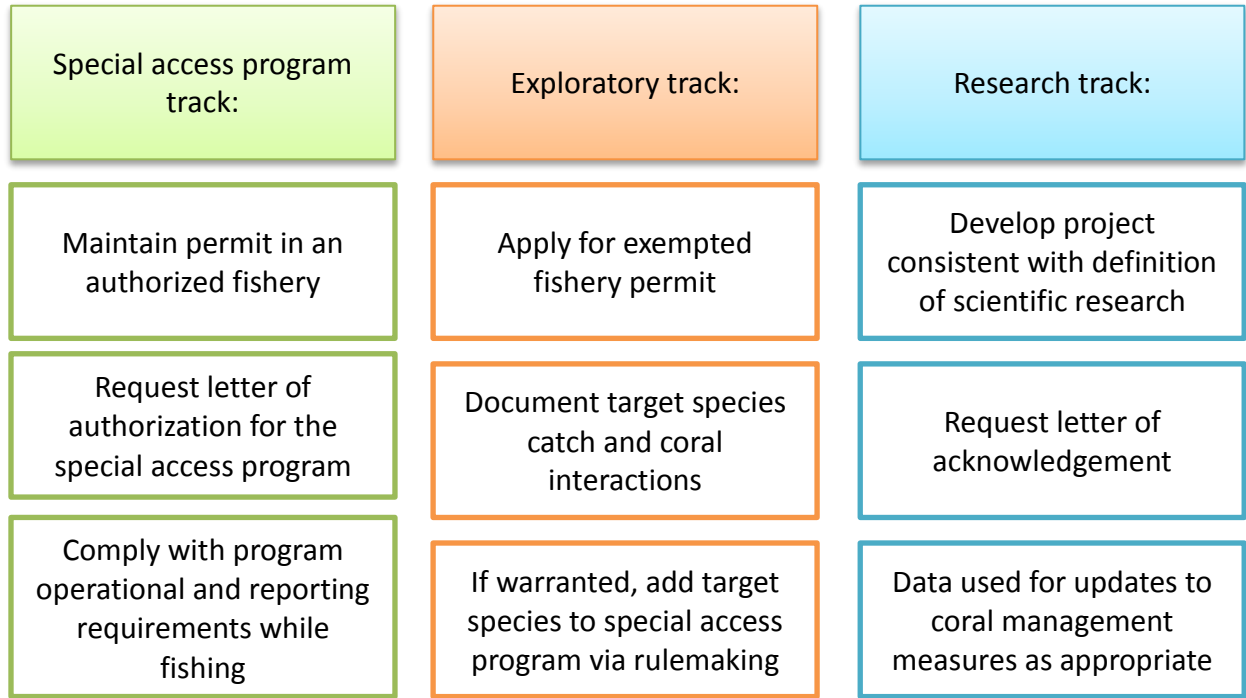 Special access program
track:
Maintain permit in an
authorized fishery
Request letter of
authorization for the
special access program
Comply with program
operational and reporting
requirements while
fishing
Exploratory track:
Apply for exempted
fishery permit
Document target species
catch and coral
interactions
If warranted, add target
species to special access
program via rulemaking
Research track:
Develop project
consistent with definition
of scientific research
Request letter of
acknowledgement
Data used for updates to
coral management
measures as appropriate